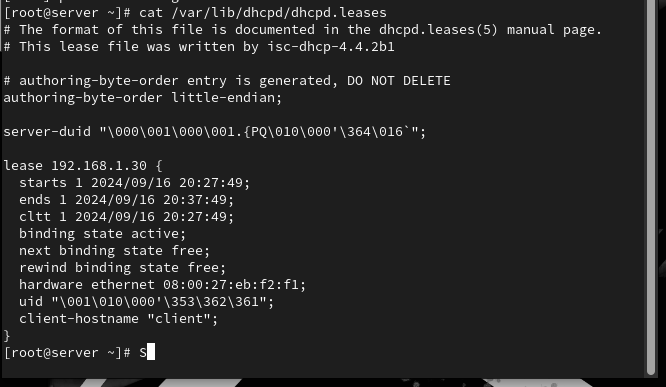 [root@server ~]# cat /var/lib/dhcpd/dhcpd.leases
# The format of this file is documented in the dhcpd.leases(5) manual page.
# This lease file was written by isc-dhcp-4.4.2b1

# authoring-byte-order entry is generated, DO NOT DELETE
authoring-byte-order little-endian;

server-duid "\000\001\000\001.{PQ\010\000'\364\016`";

lease 192.168.1.30 {
  starts 1 2024/09/16 20:27:49;
  ends 1 2024/09/16 20:37:49;
  cltt 1 2024/09/16 20:27:49;
  binding state active;
  next binding state free;
  rewind binding state free;
  hardware ethernet 08:00:27:eb:f2:f1;
  uid "\001\010\000'\353\362\361";
  client-hostname "client";
}
[root@server ~]# S